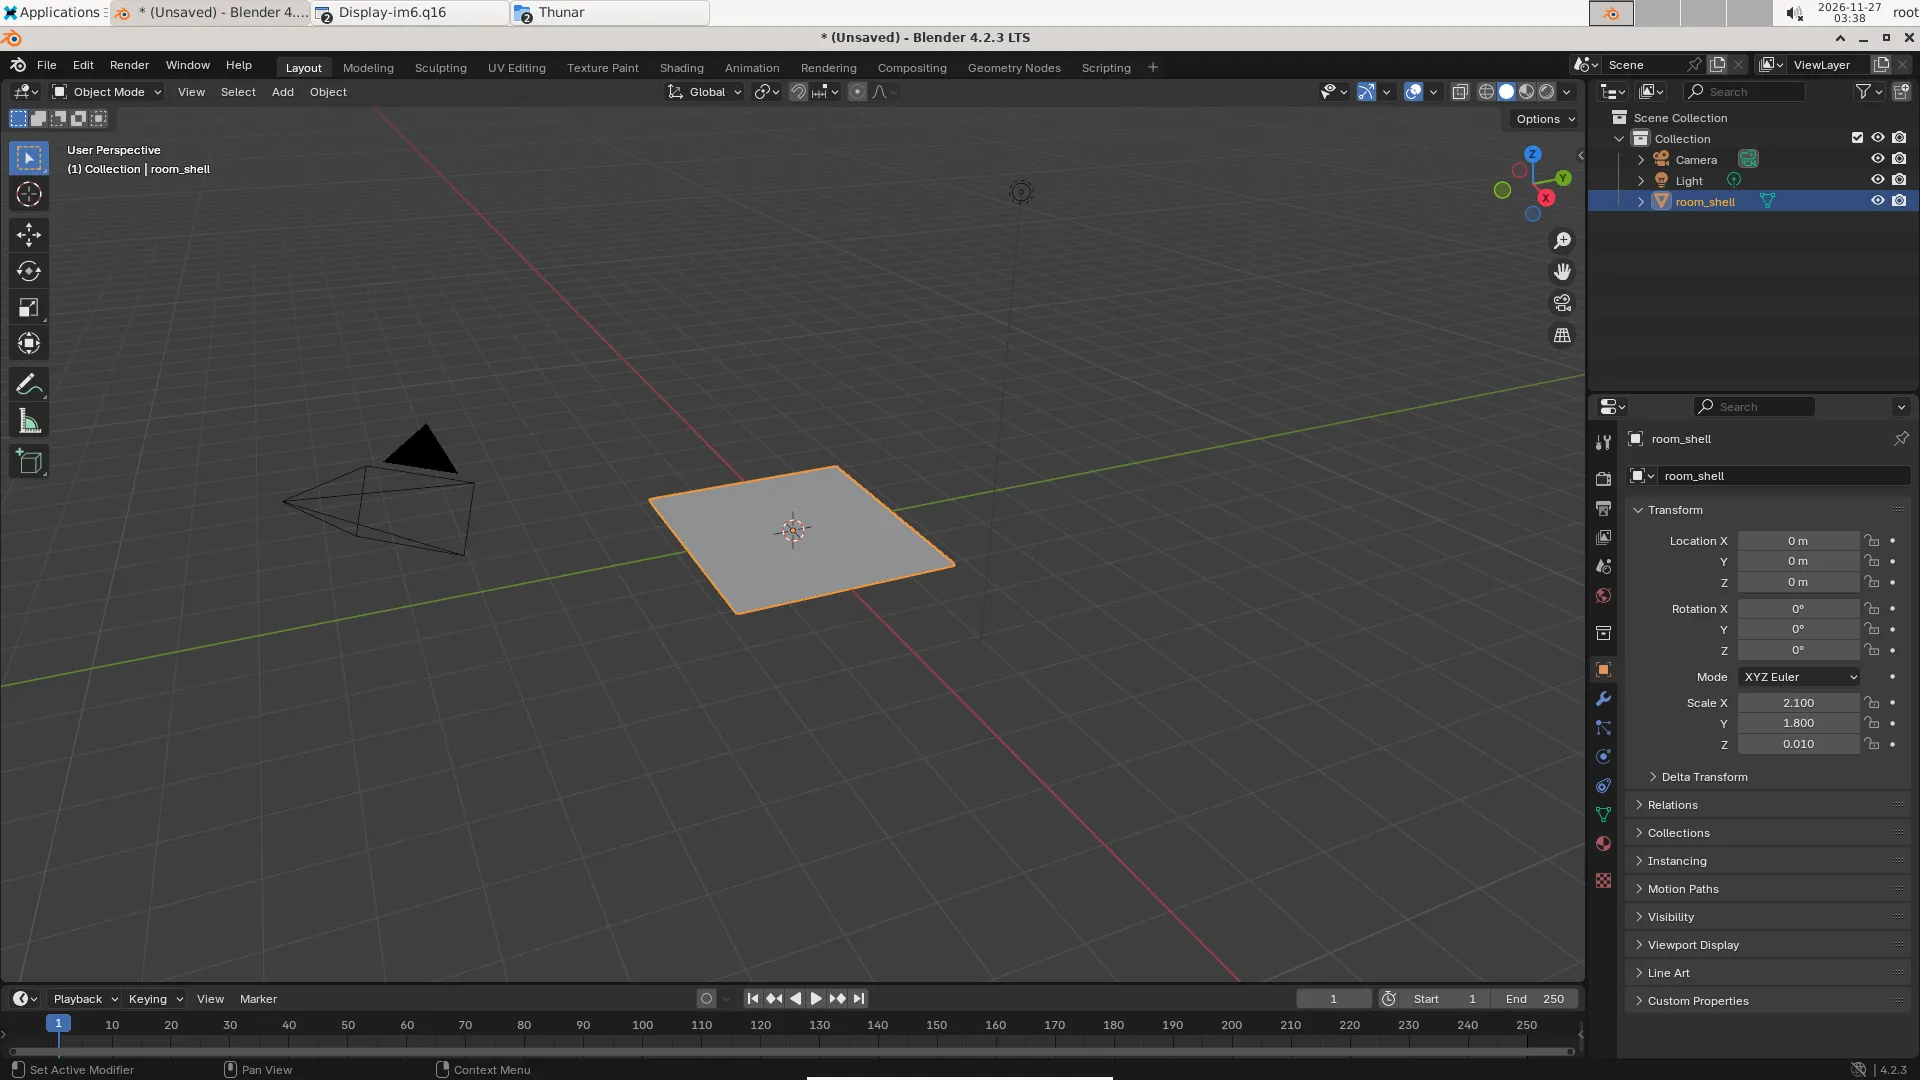 Applications
* (Unsaved) - Blender 4....
2 Display-im6.q16
2 Thunar
2026-11-27
03:38
root
* (Unsaved) - Blender 4.2.3 LTS
File Edit Render Window Help
Layout Modeling Sculpting UV Editing Texture Paint Shading Animation Rendering Compositing Geometry Nodes Scripting
Scene
ViewLayer
Object Mode View Select Add Object
Global
Search
Options
User Perspective
(1) Collection | room_shell
Z
Y
X
Scene Collection
Collection
Camera
Light
room_shell
Search
room_shell
room_shell
Transform
Location X 0 m
Y 0 m
Z 0 m
Rotation X 0°
Y 0°
Z 0°
Mode XYZ Euler
Scale X 2.100
Y 1.800
Z 0.010
Delta Transform
Relations
Collections
Instancing
Motion Paths
Visibility
Viewport Display
Line Art
Custom Properties
Playback Keying View Marker
1 Start 1 End 250
1 10 20 30 40 50 60 70 80 90 100 110 120 130 140 150 160 170 180 190 200 210 220 230 240 250
Set Active Modifier Pan View Context Menu
4.2.3